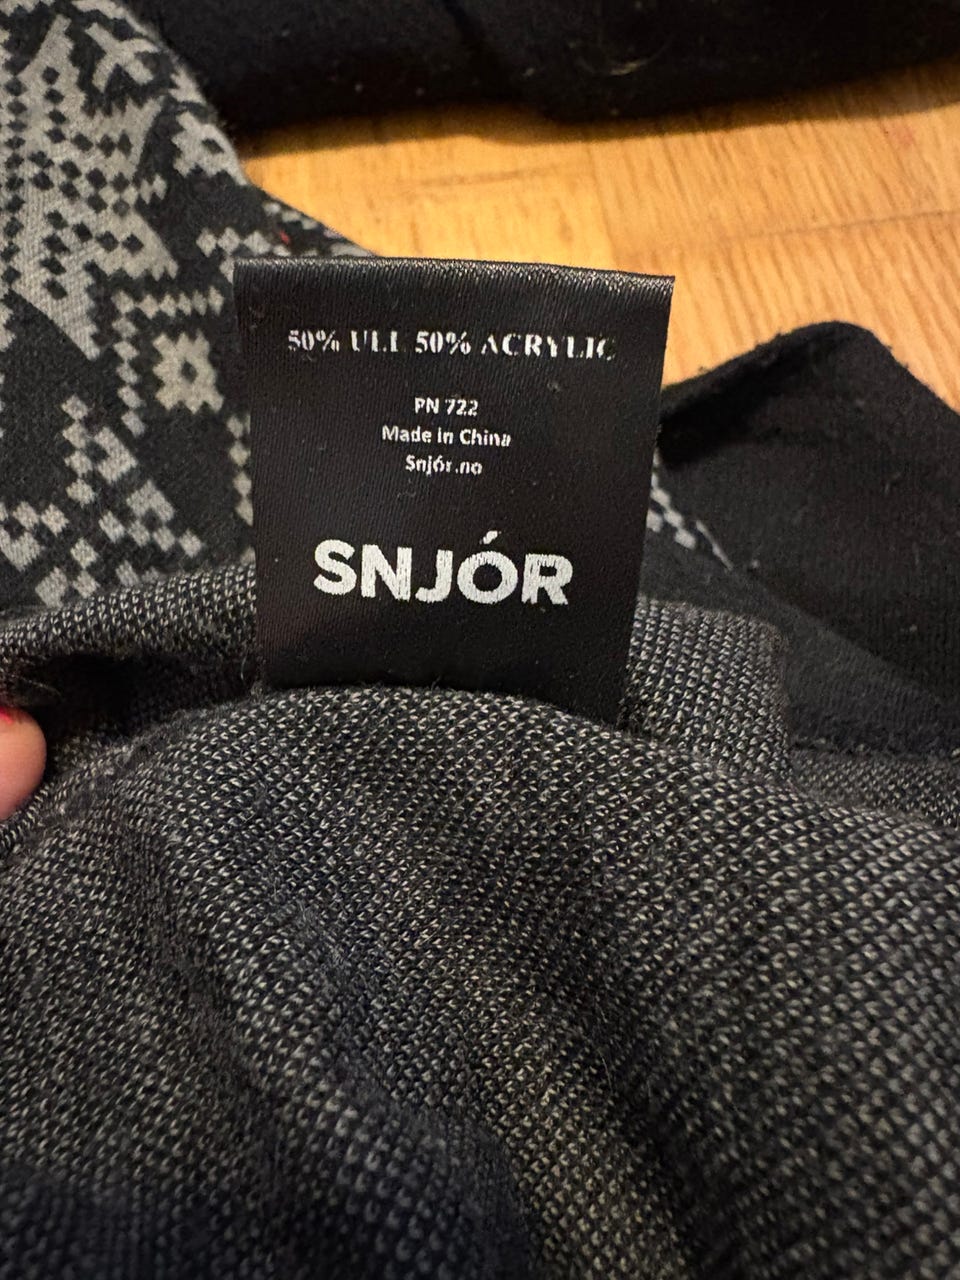 50% ULL 50% ACRYLIC
PN 722
Made in China
Snjór.no
SNJÓR